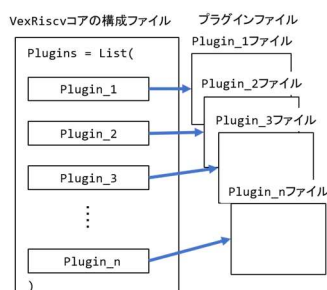 VexRiscvコアの構成ファイル
プラグインファイル
Plugins = List(
Plugin_1
Plugin_2
Plugin_3
Plugin_n
)
Plugin_1ファイル
Plugin_2ファイル
Plugin_3ファイル
Plugin_nファイル